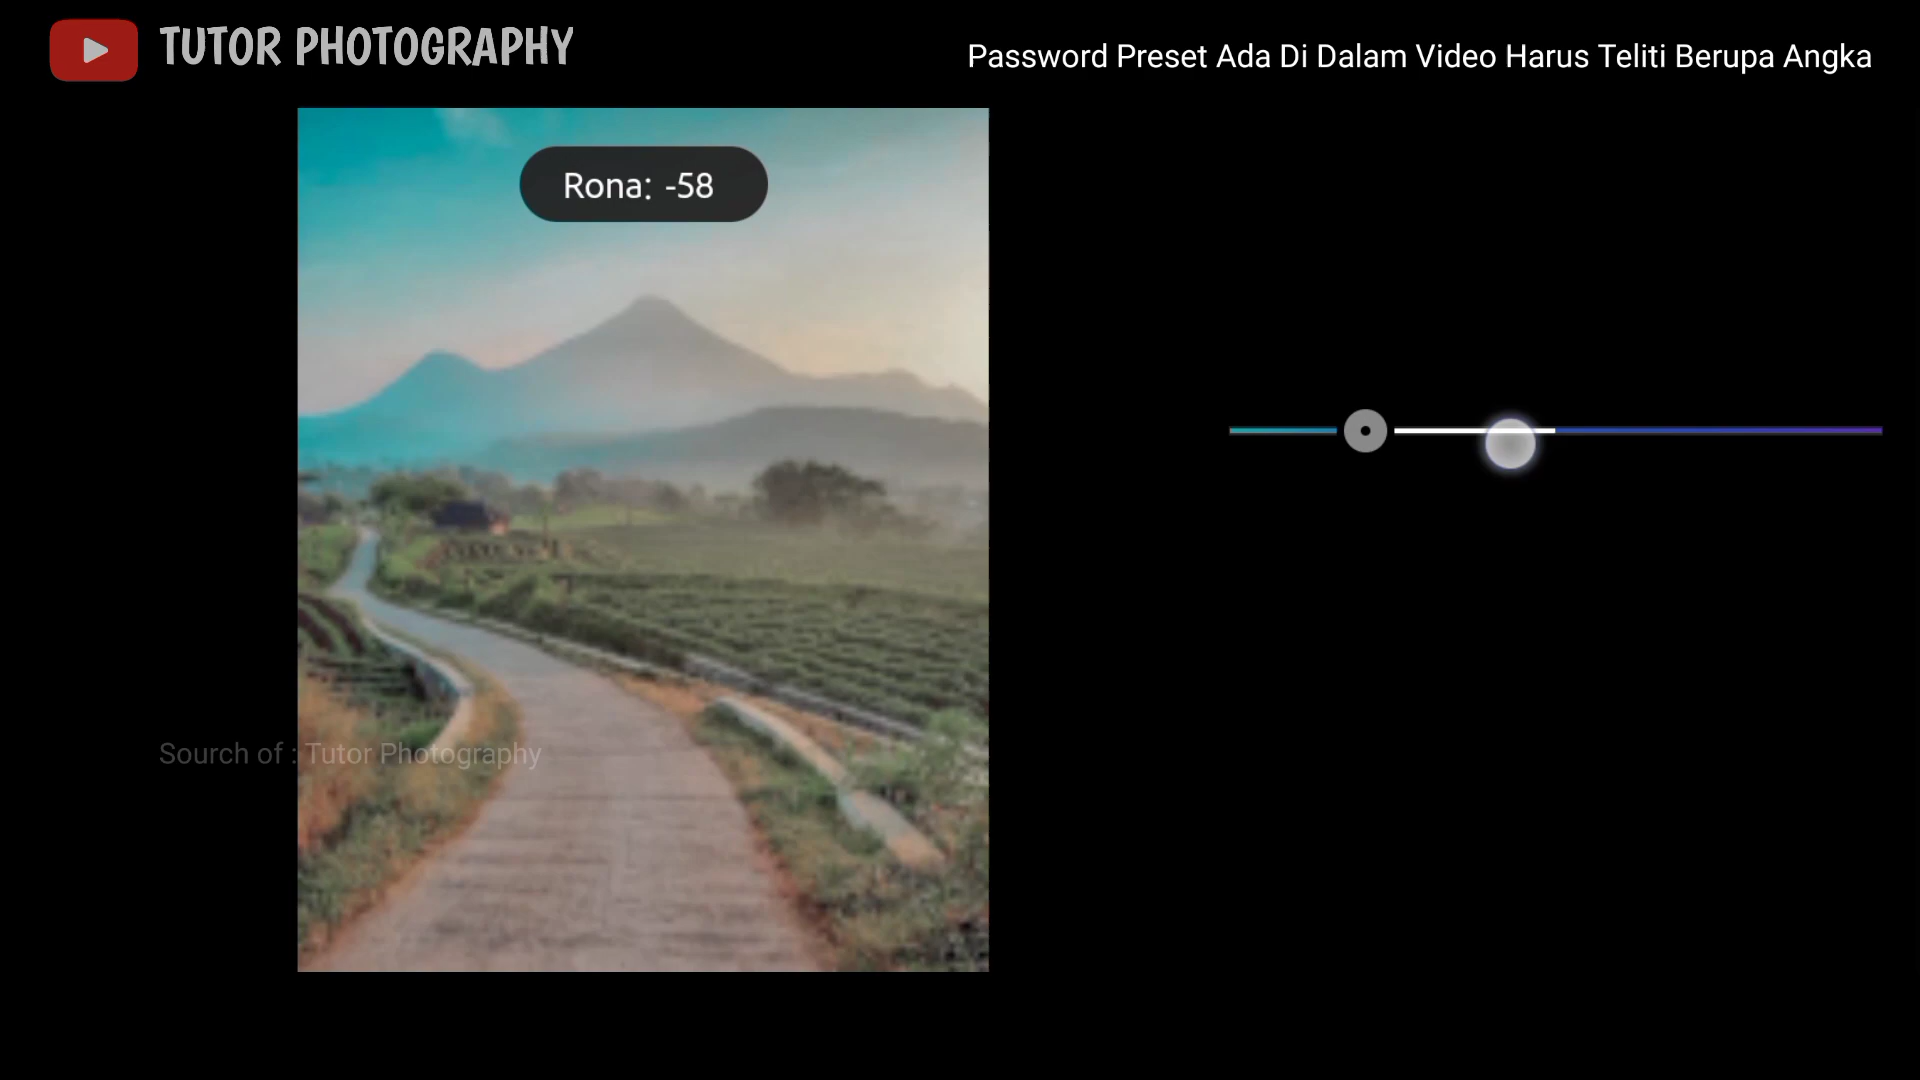 TUTOR PHOTOGRAPHY
Password Preset Ada Di Dalam Video Harus Teliti Berupa Angka
Rona: -58
Sourch of : Tutor Photography